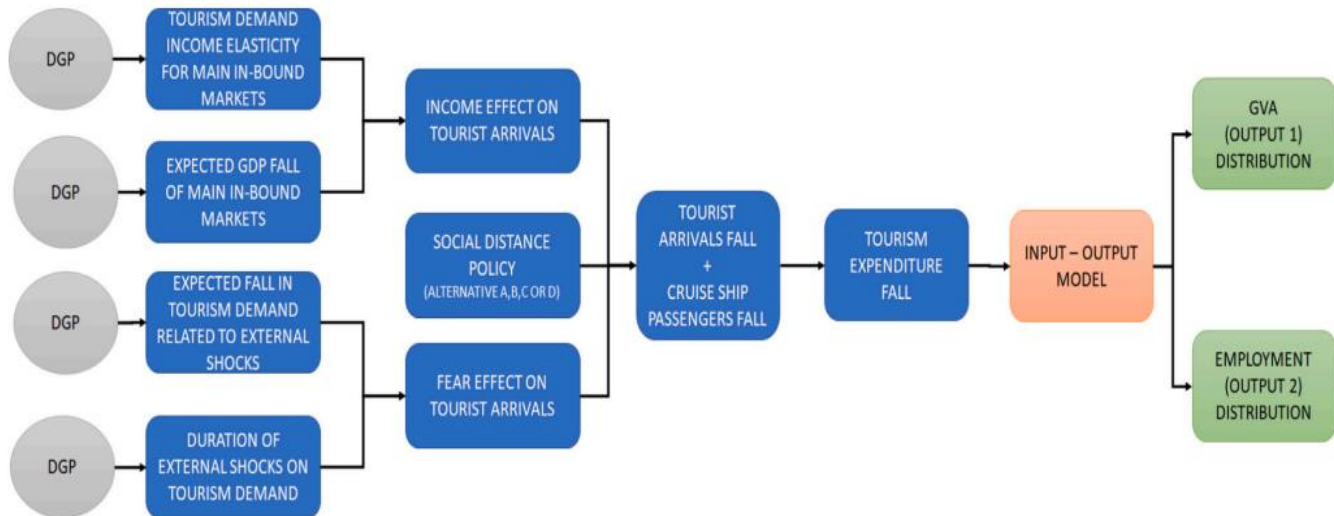 DGP
TOURISM DEMAND
INCOME ELASTICITY
FOR MAIN IN-BOUND
MARKETS
DGP
EXPECTED GDP FALL
OF MAIN IN-BOUND
MARKETS
DGP
EXPECTED FALL IN
TOURISM DEMAND
RELATED TO EXTERNAL
SHOCKS
DGP
DURATION OF
EXTERNAL SHOCKS ON
TOURISM DEMAND
INCOME EFFECT ON
TOURIST ARRIVALS
SOCIAL DISTANCE
POLICY
(ALTERNATIVE A,B,C OR D)
FEAR EFFECT ON
TOURIST ARRIVALS
TOURIST
ARRIVALS FALL
+
CRUISE SHIP
PASSENGERS FALL
TOURISM
EXPENDITURE
FALL
INPUT – OUTPUT
MODEL
GVA
(OUTPUT 1)
DISTRIBUTION
EMPLOYMENT
(OUTPUT 2)
DISTRIBUTION